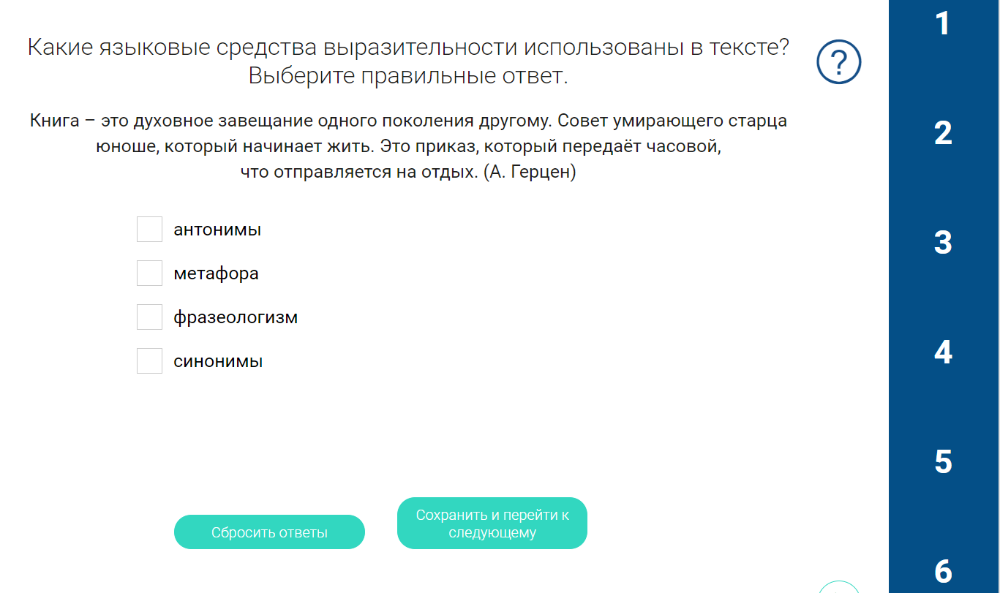 Какие языковые средства выразительности использованы в тексте?
Выберите правильные ответ.
?
Книга – это духовное завещание одного поколения другому. Совет умирающего старца
юноше, который начинает жить. Это приказ, который передаёт часовой,
что отправляется на отдых. (А. Герцен)
антонимы
метафора
фразеологизм
синонимы
Сбросить ответы
Сохранить и перейти к
следующему
1
2
3
4
5
6